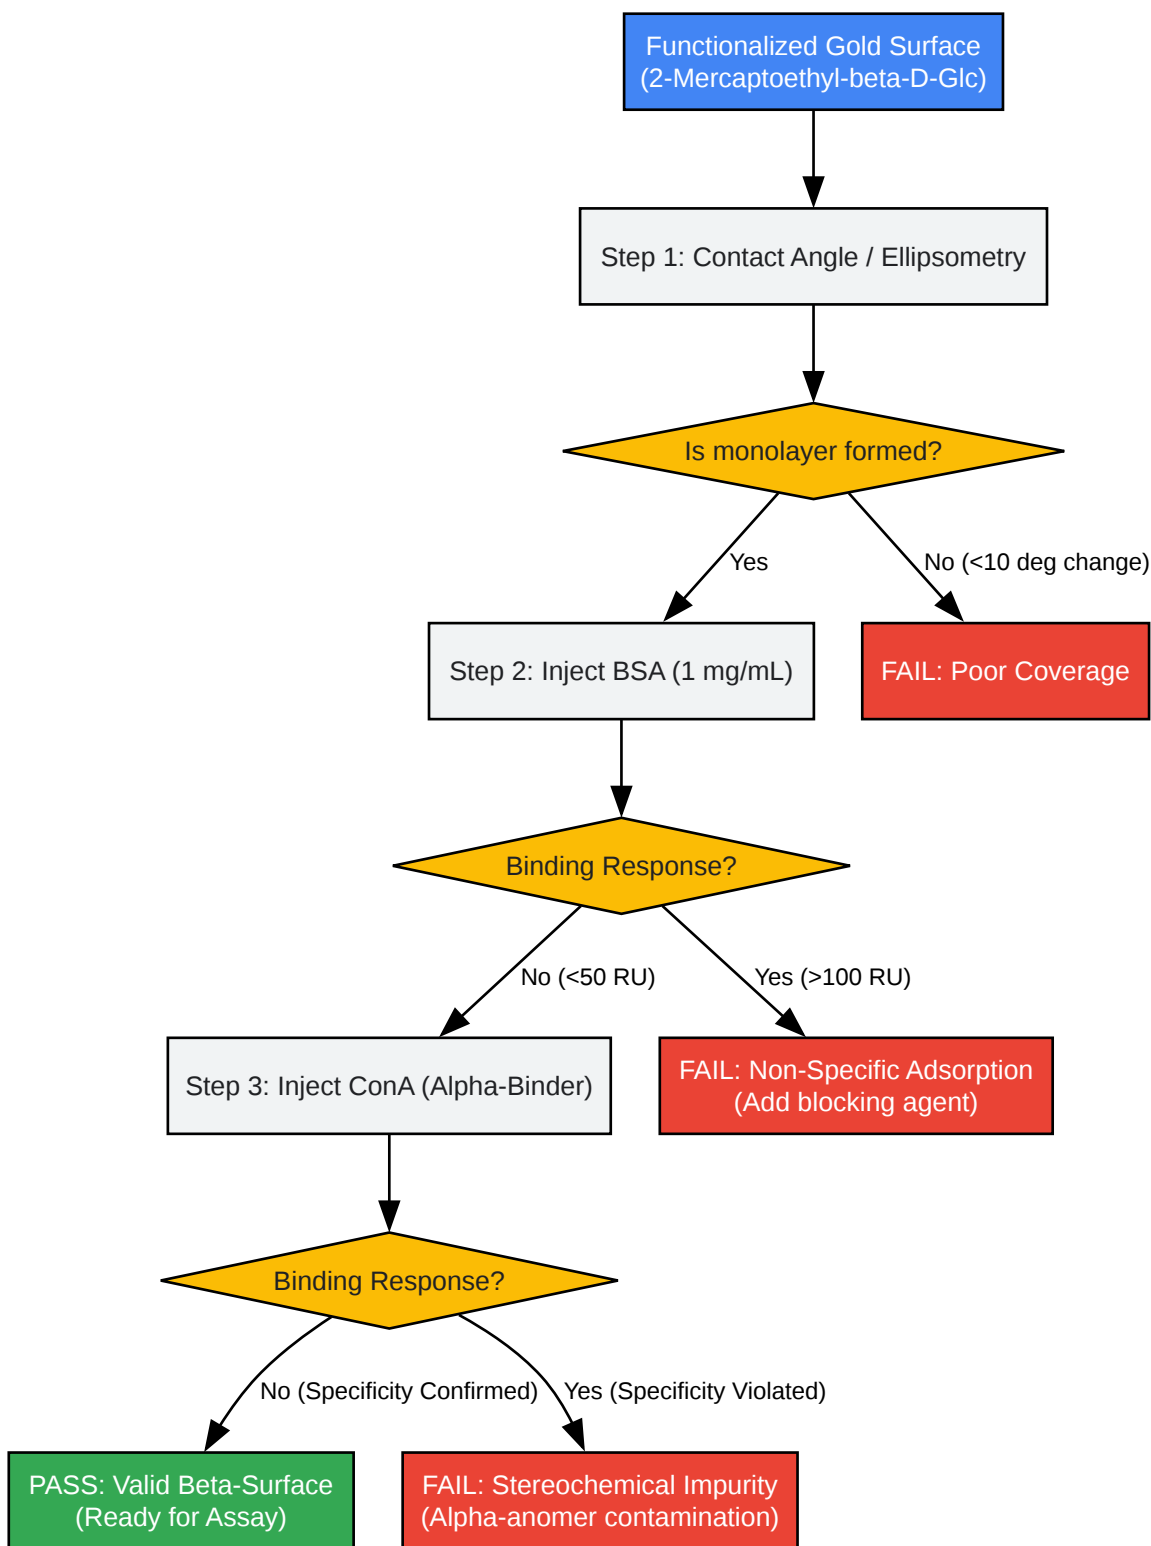 Functionalized Gold Surface
(2-Mercaptoethyl-beta-D-Glc)
Step 1: Contact Angle / Ellipsometry
Is monolayer formed?
Yes
No (<10 deg change)
Step 2: Inject BSA (1 mg/mL)
FAIL: Poor Coverage
Binding Response?
No (<50 RU)
Yes (>100 RU)
Step 3: Inject ConA (Alpha-Binder)
FAIL: Non-Specific Adsorption
(Add blocking agent)
Binding Response?
No (Specificity Confirmed)
Yes (Specificity Violated)
PASS: Valid Beta-Surface
(Ready for Assay)
FAIL: Stereochemical Impurity
(Alpha-anomer contamination)